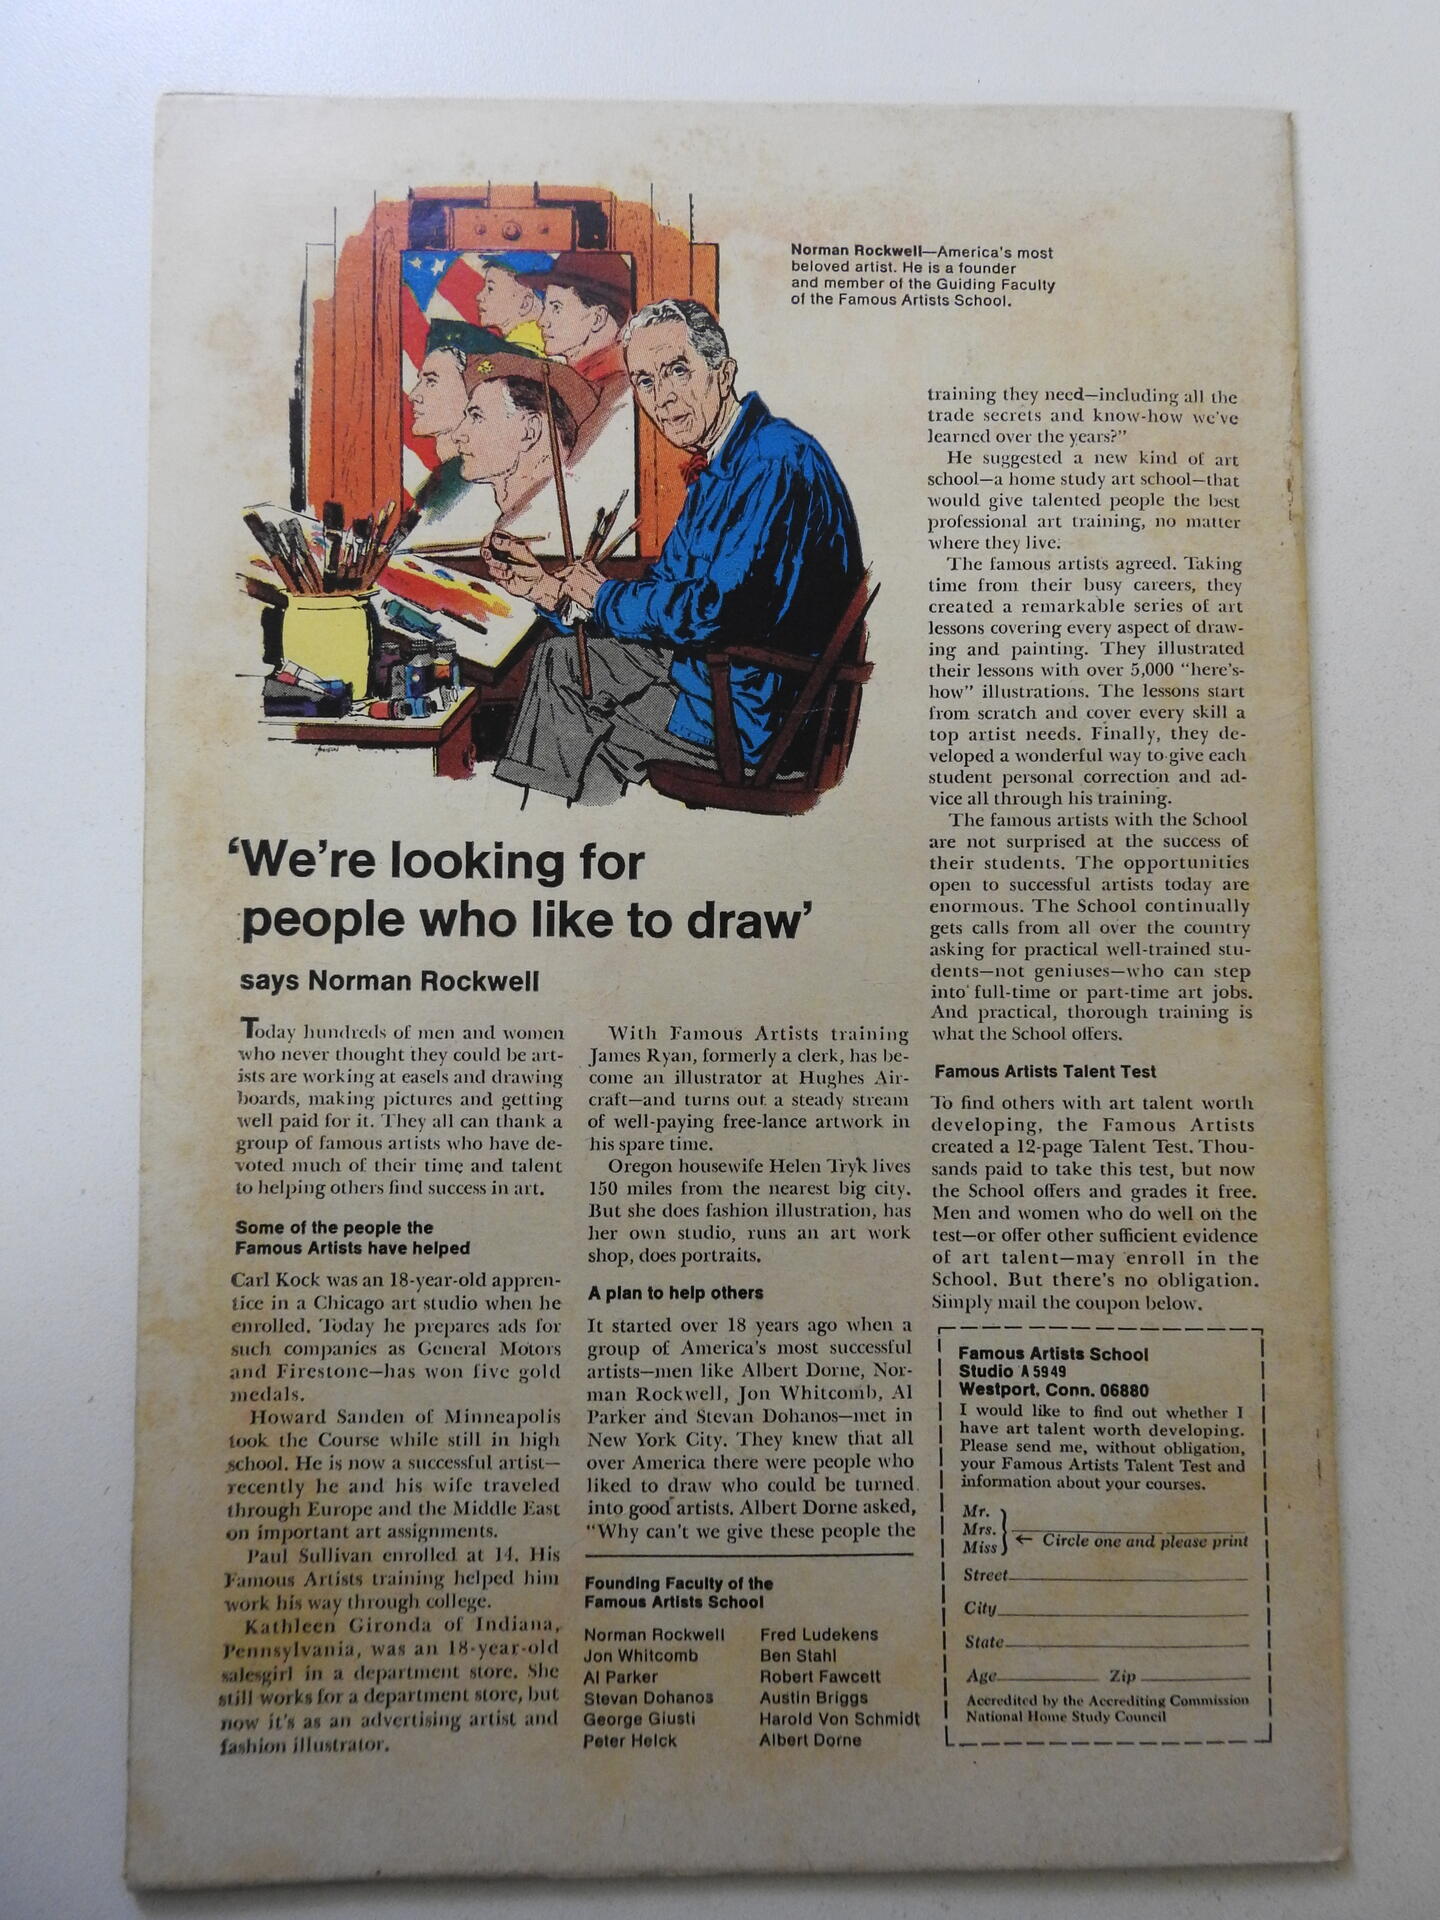 Norman Rockwell—America's most
beloved artist. He is a founder
and member of the Guiding Faculty
of the Famous Artists School.
'We're looking for
people who like to draw'
says Norman Rockwell
Today hundreds of men and women
who never thought they could be art-
ists are working at easels and drawing
boards, making pictures and getting
well paid for it. They all can thank a
group of famous artists who have de-
voted much of their time and talent
to helping others find success in art.
Some of the people the
Famous Artists have helped
Carl Kock was an 18-year-old appren-
tice in a Chicago art studio when he
enrolled. Today he prepares ads for
such companies as General Motors
and Firestone—has won five gold
medals.
Howard Sanden of Minneapolis
took the Course while still in high
school. He is now a successful artist—
recently he and his wife traveled
through Europe and the Middle East
on important art assignments.
Paul Sullivan enrolled at 14. His
Famous Artists training helped him
work his way through college.
Kathleen Gironda of Indiana,
Pennsylvania, was an 18-year-old
salesgirl in a department store. She
still works for a department store, but
now it's as an advertising artist and
fashion illustrator.
With Famous Artists training
James Ryan, formerly a clerk, has be-
come an illustrator at Hughes Air-
craft—and turns out a steady stream
of well-paying free-lance artwork in
his spare time.
Oregon housewife Helen Tryk lives
150 miles from the nearest big city.
But she does fashion illustration, has
her own studio, runs an art work
shop, does portraits.
A plan to help others
It started over 18 years ago when a
group of America's most successful
artists—men like Albert Dorne, Nor-
man Rockwell, Jon Whitcomb, Al
Parker and Stevan Dohanos—met in
New York City. They knew that all
over America there were people who
liked to draw who could be turned
into good artists. Albert Dorne asked,
"Why can't we give these people the
Founding Faculty of the
Famous Artists School
Norman Rockwell
Jon Whitcomb
Al Parker
Stevan Dohanos
George Giusti
Peter Helck
Fred Ludekens
Ben Stahl
Robert Fawcett
Austin Briggs
Harold Von Schmidt
Albert Dorne
training they need—including all the
trade secrets and know-how we've
learned over the years?"
He suggested a new kind of art
school—a home study art school—that
would give talented people the best
professional art training, no matter
where they live.
The famous artists agreed. Taking
time from their busy careers, they
created a remarkable series of art
lessons covering every aspect of draw-
ing and painting. They illustrated
their lessons with over 5,000 "here's-
how" illustrations. The lessons start
from scratch and cover every skill a
top artist needs. Finally, they de-
veloped a wonderful way to give each
student personal correction and ad-
vice all through his training.
The famous artists with the School
are not surprised at the success of
their students. The opportunities
open to successful artists today are
enormous. The School continually
gets calls from all over the country
asking for practical well-trained stu-
dents—not geniuses—who can step
into full-time or part-time art jobs.
And practical, thorough training is
what the School offers.
Famous Artists Talent Test
To find others with art talent worth
developing, the Famous Artists
created a 12-page Talent Test. Thou-
sands paid to take this test, but now
the School offers and grades it free.
Men and women who do well on the
test—or offer other sufficient evidence
of art talent—may enroll in the
School. But there's no obligation.
Simply mail the coupon below.
Famous Artists School
Studio A5949
Westport, Conn. 06880
I would like to find out whether I
have art talent worth developing.
Please send me, without obligation,
your Famous Artists Talent Test and
information about your courses.
Mr.
Mrs.
Miss ← Circle one and please print
Street
City
State
Age Zip
Accredited by the Accrediting Commission
National Home Study Council